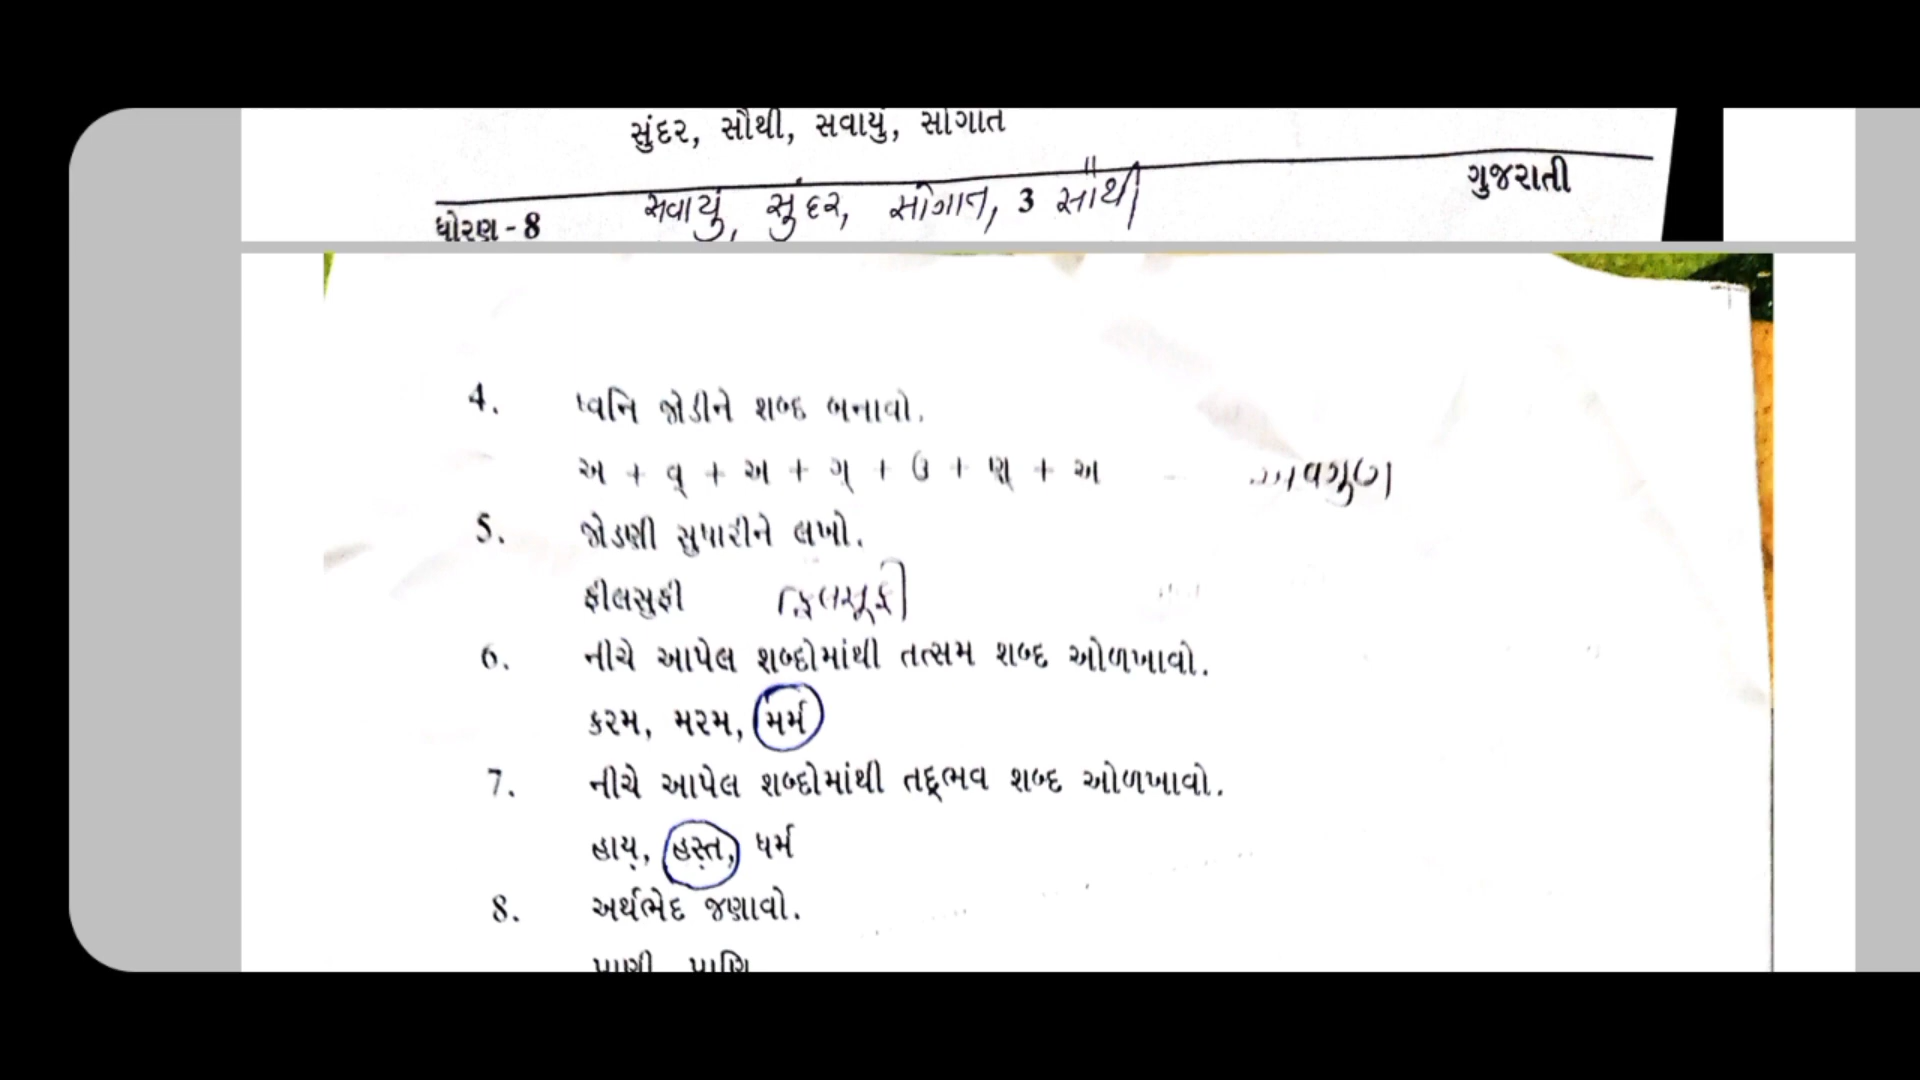 સુંદર, સૌથી, સવાયું, સોગાત
ગુજરાતી
સવાયું, સુંદર, સોગાત, સૌથી
ધોરણ - 8
3
4. ધ્વનિ જોડીને શબ્દ બનાવો.
અ + વ્ + અ + ગ્ + ઉ + ણ્ + અ - અવગુણ
5. જોડણી સુધારીને લખો.
ફીલસુફી ફિલસૂફી
6. નીચે આપેલ શબ્દોમાંથી તત્સમ શબ્દ ઓળખાવો.
કરમ, મરમ, મર્મ
7. નીચે આપેલ શબ્દોમાંથી તદ્દભવ શબ્દ ઓળખાવો.
હાય, હસ્ત, ધર્મ
8. અર્થભેદ જણાવો.
પાણી પાણિ